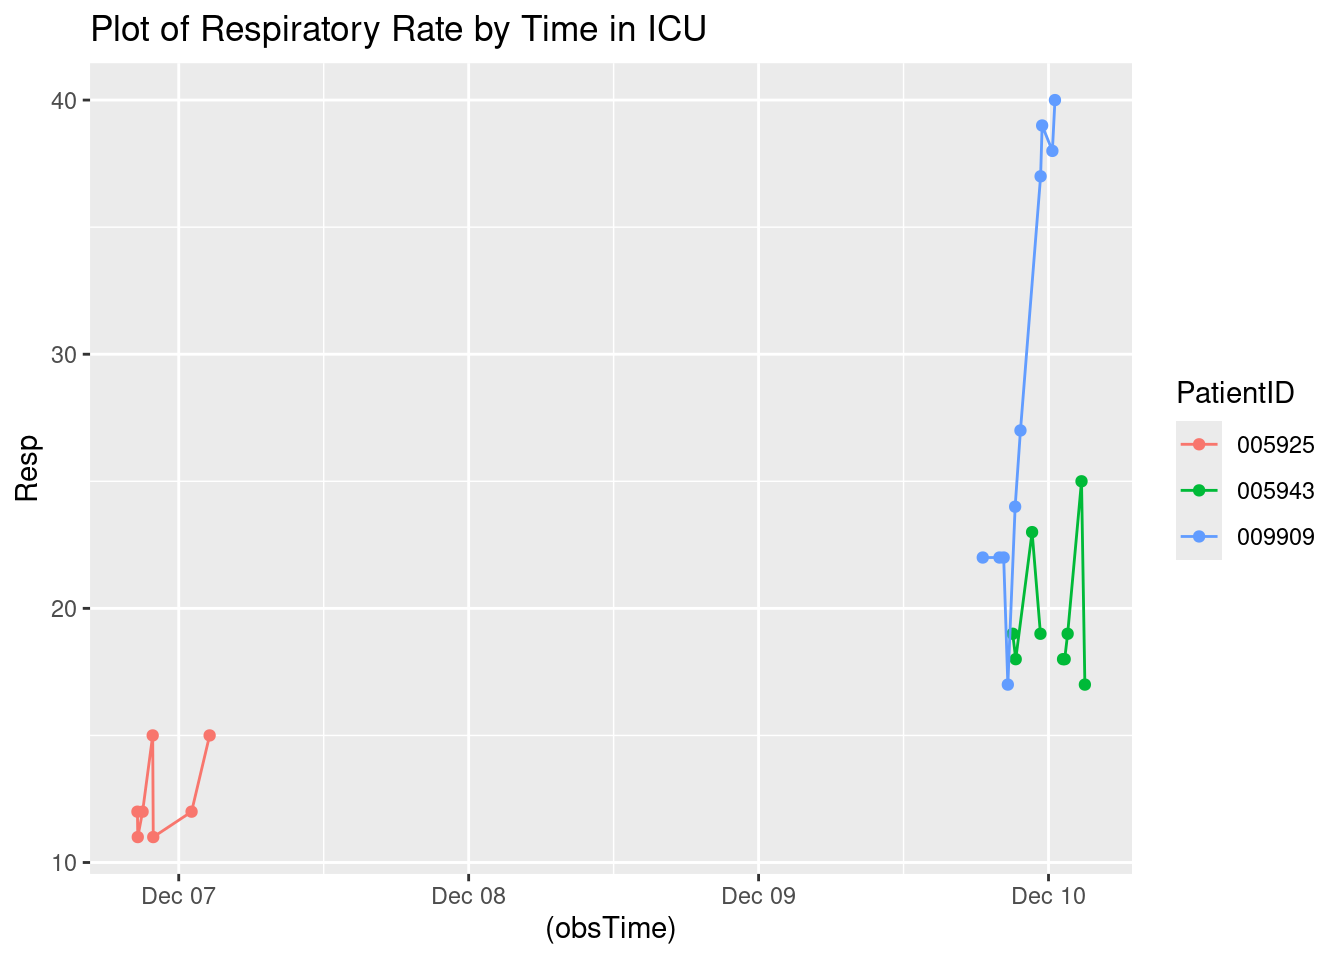 Plot of Respiratory Rate by Time in ICU
40
30
20
10
Resp
Dec 07
Dec 08
Dec 09
Dec 10
(obsTime)
PatientID
005925
005943
009909